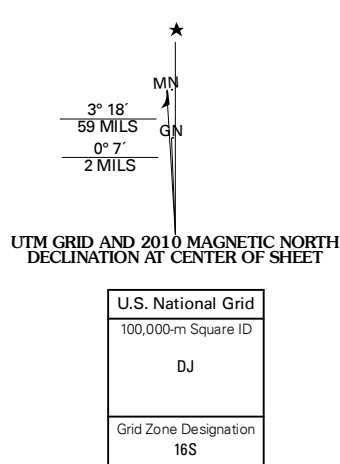 MN
3° 18´
59 MILS
GN
0° 7´
2 MILS
UTM GRID AND 2010 MAGNETIC NORTH
DECLINATION AT CENTER OF SHEET
U.S. National Grid
100,000-m Square ID
DJ
Grid Zone Designation
16S